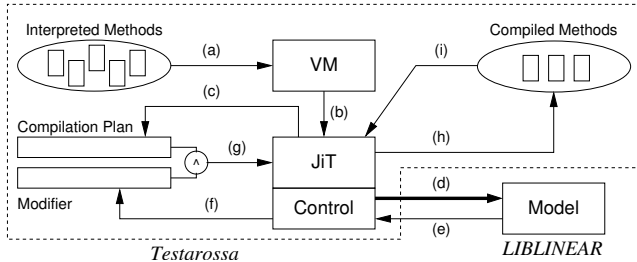 Interpreted Methods
(a)
VM
(i)
Compiled Methods
(c)
(b)
Compilation Plan
(g)
^
JiT
(h)
Modifier
(f)
Control
(d)
(e)
Model
Testarossa
LIBLINEAR